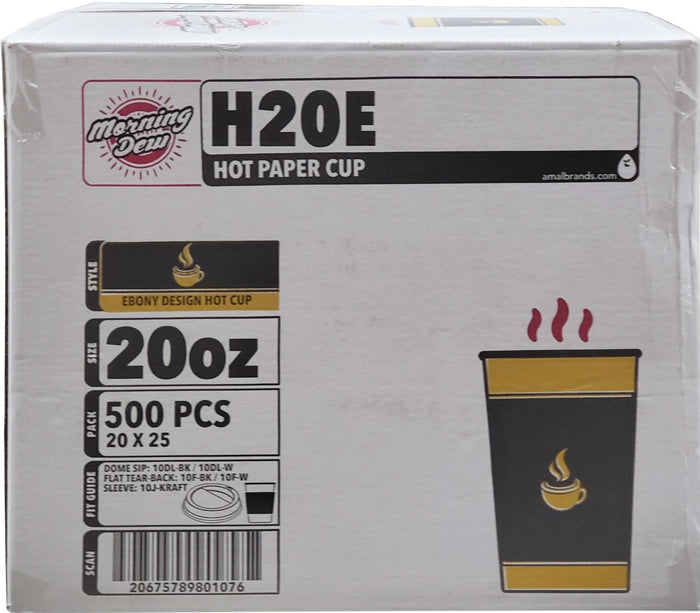 Morning
Dew
H20E
HOT PAPER CUP
amalbrands.com
STYLE
EBONY DESIGN HOT CUP
SIZE
20oz
PACK
500 PCS
20 X 25
FIT GUIDE
DOME SIP: 10DL-BK / 10DL-W
FLAT TEAR-BACK: 10F-BK / 10F-W
SLEEVE: 10J-KRAFT
SCAN
20675789801076